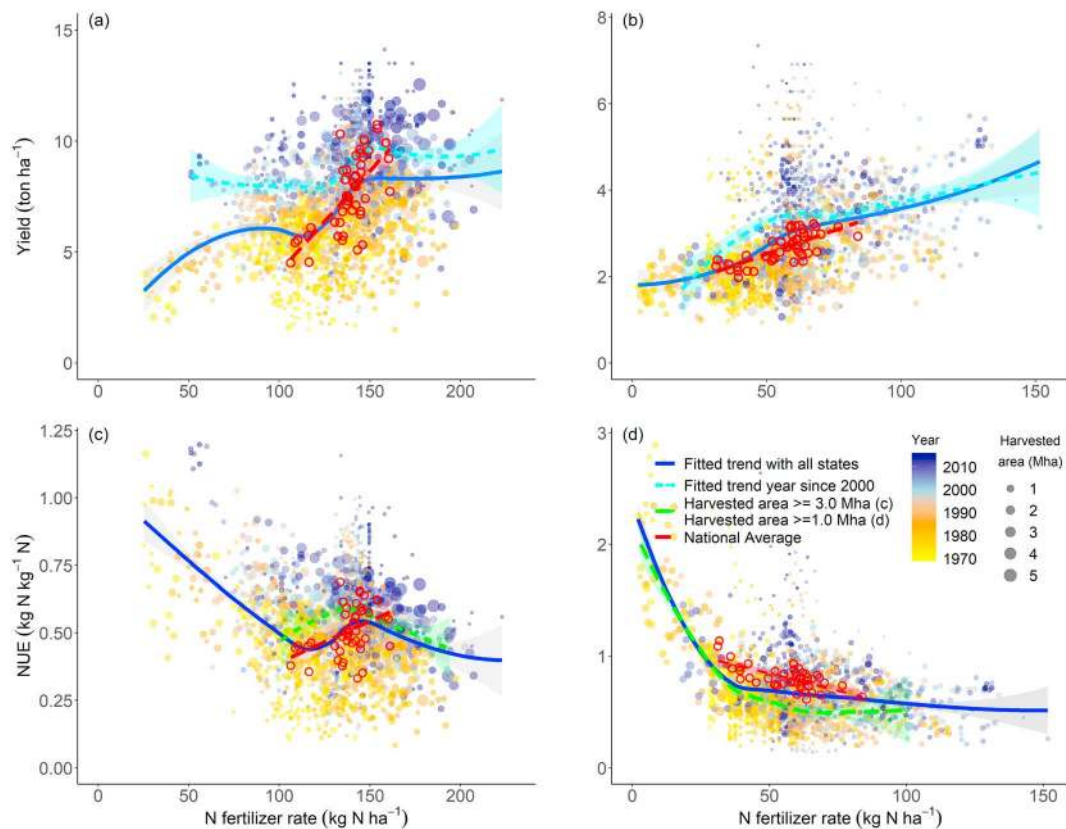 (a)
15
10
5
0
Yield (ton ha⁻¹)
0 50 100 150 200
(b)
8
6
4
2
0
0 50 100 150
(c)
1.25
1.00
0.75
0.50
0.25
0.00
NUE (kg N kg⁻¹ N)
0 50 100 150 200
N fertilizer rate (kg N ha⁻¹)
(d)
3
2
1
0
Fitted trend with all states
Fitted trend year since 2000
Harvested area >= 3.0 Mha (c)
Harvested area >=1.0 Mha (d)
National Average
Year
2010
2000
1990
1980
1970
Harvested
area (Mha)
1
2
3
4
5
0 50 100 150
N fertilizer rate (kg N ha⁻¹)